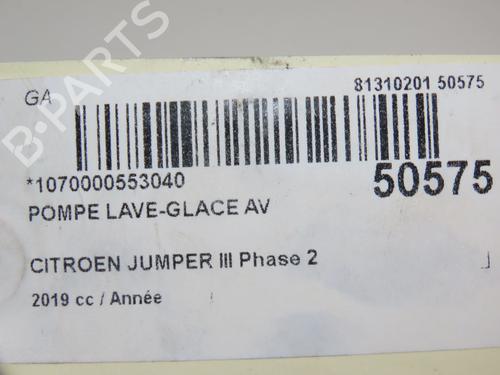 GA
81310201 50575
*1070000553040
50575
POMPE LAVE-GLACE AV
CITROEN JUMPER III Phase 2
2019 cc / Année
B-PARTS